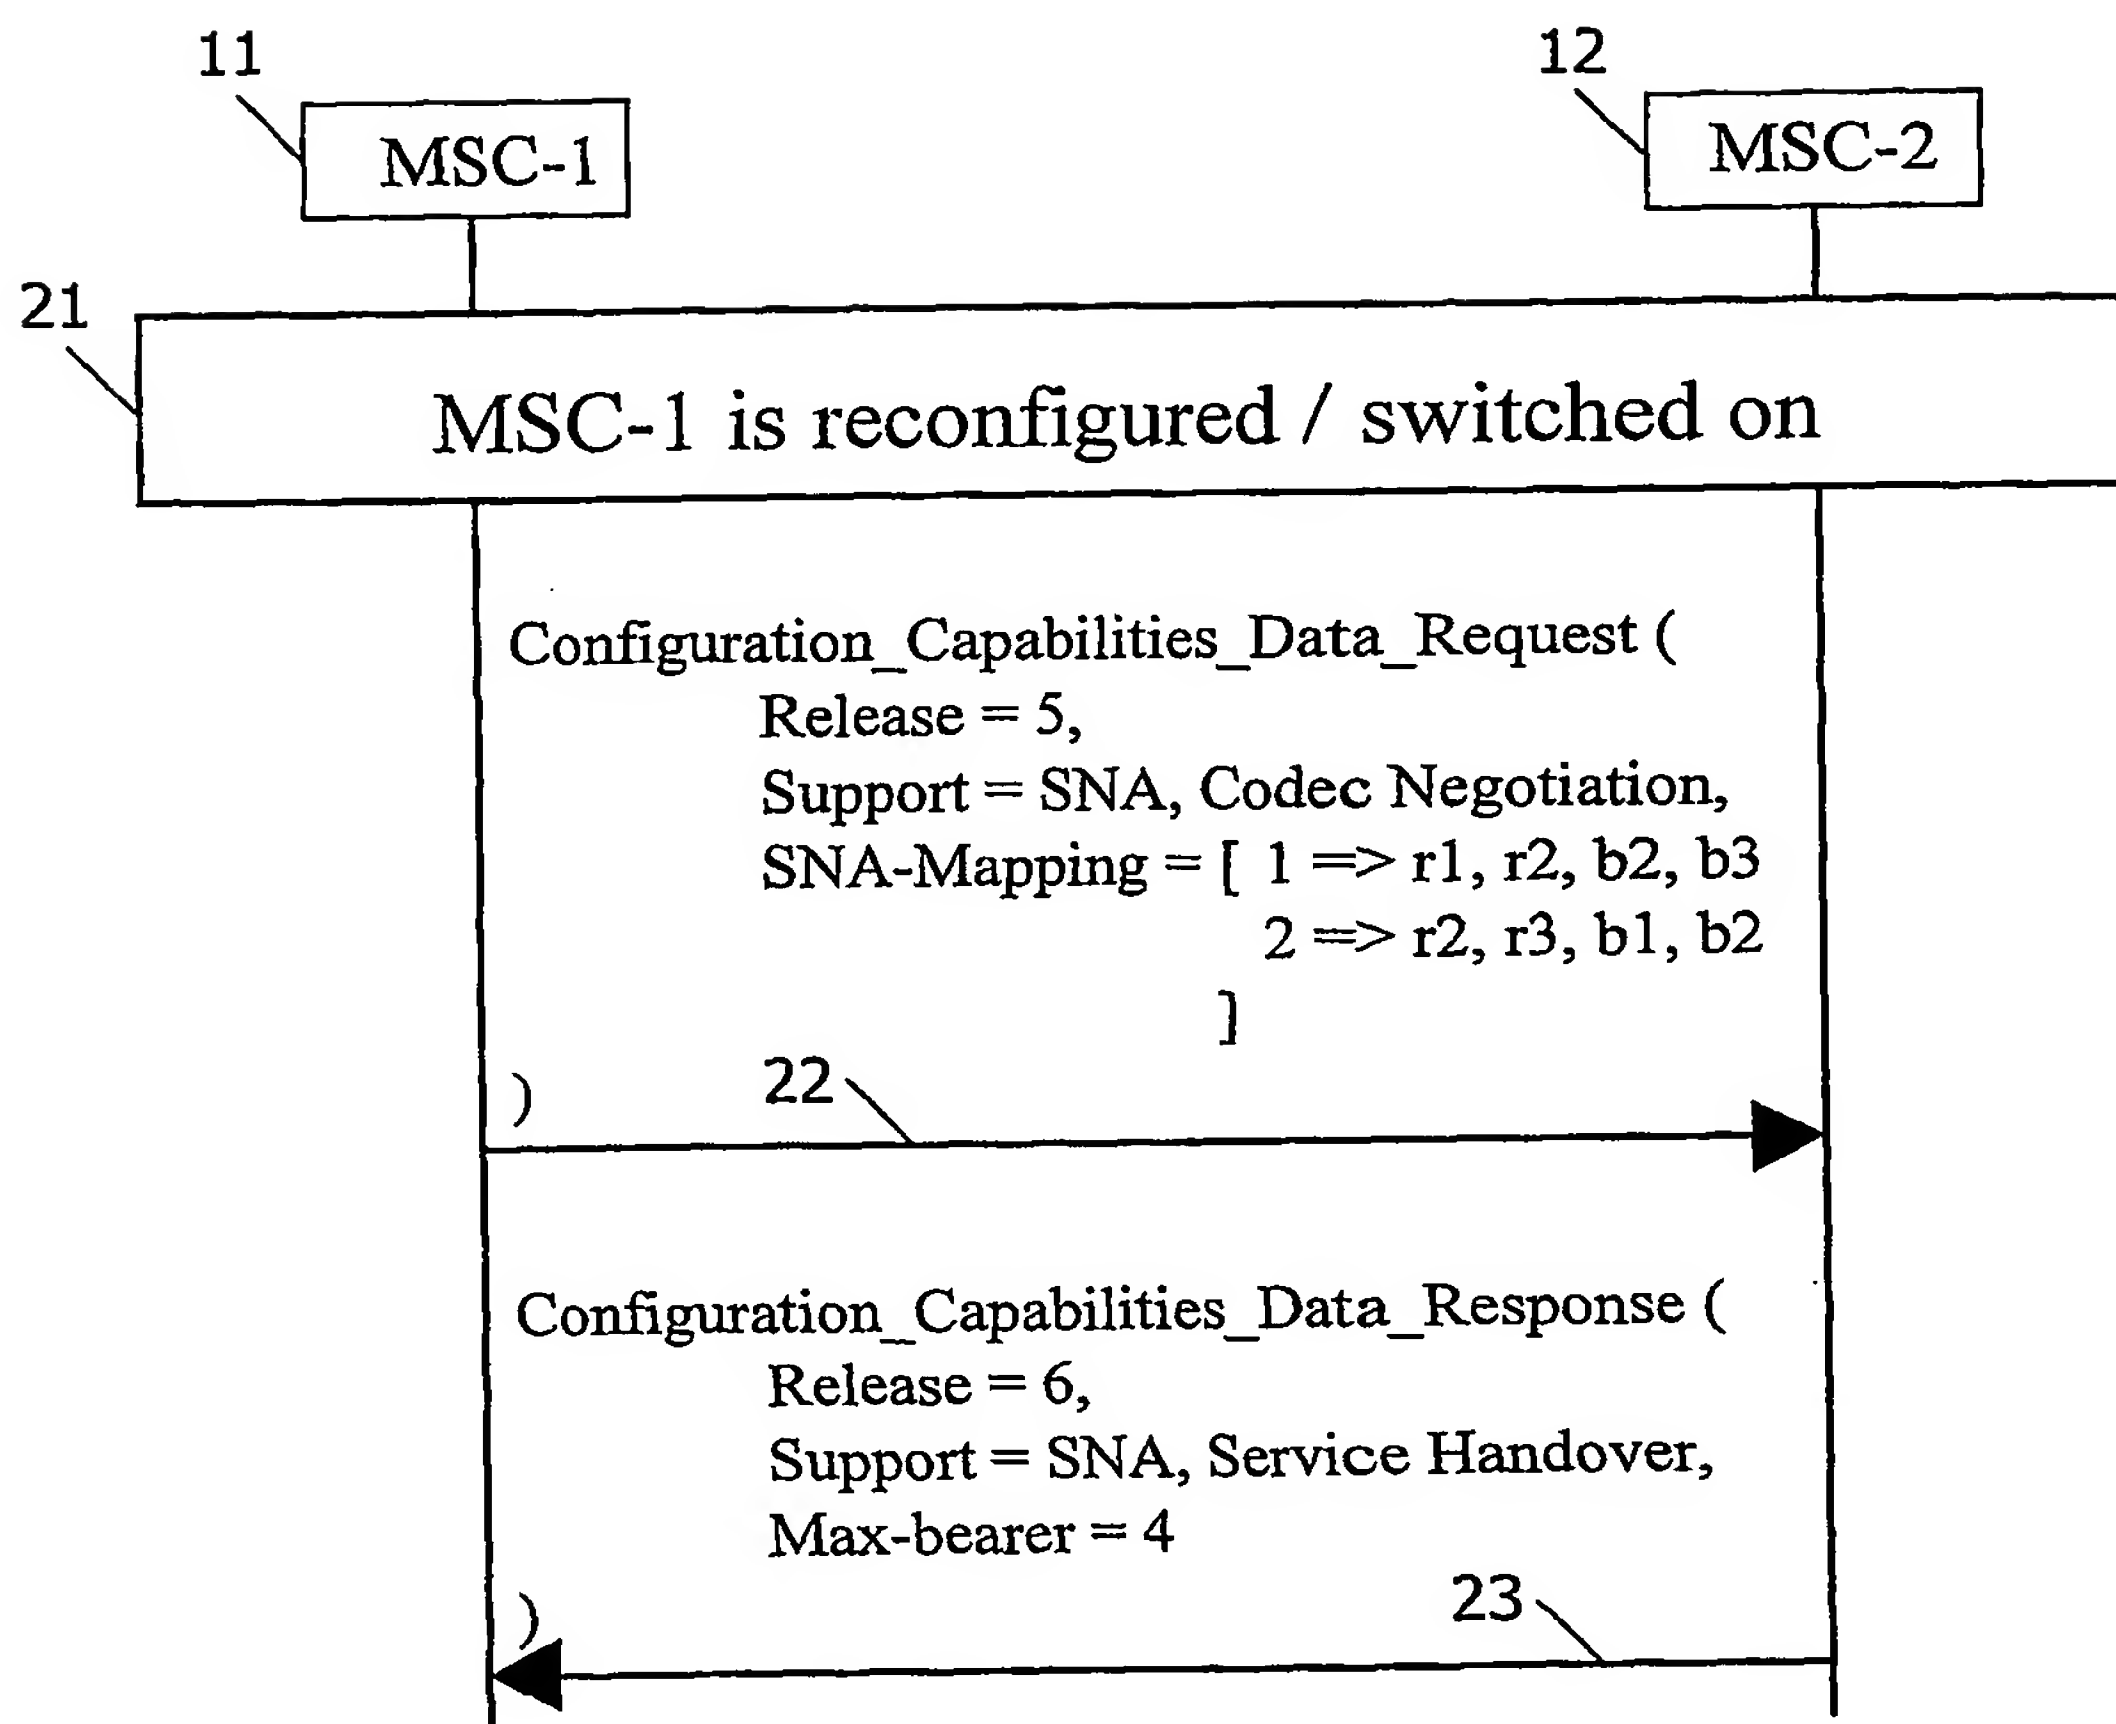 11
12
MSC-1
MSC-2
21
MSC-1 is reconfigured / switched on
Configuration_Capabilities_Data_Request (
Release = 5,
Support = SNA, Codec Negotiation,
SNA-Mapping = [ 1 => r1, r2, b2, b3
2 => r2, r3, b1, b2
]
)
22
Configuration_Capabilities_Data_Response (
Release = 6,
Support = SNA, Service Handover,
Max-bearer = 4
)
23